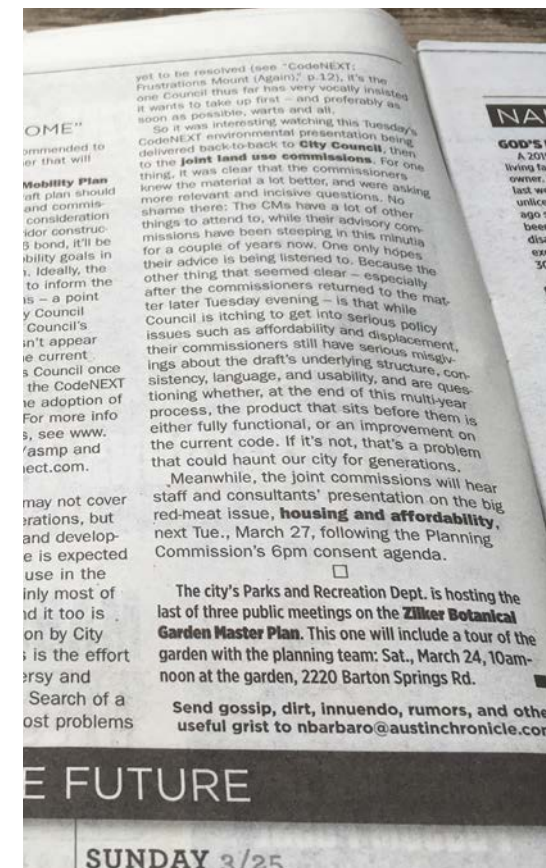 OME"
ommended to
er that will
Mobility Plan
aft plan should
and commis-
consideration
idor construc-
bond, it'll be
bility goals in
. Ideally, the
to inform the
s – a point
y Council
Council's
n't appear
e current
s Council once
the CodeNEXT
e adoption of
For more info
s, see www.
/asmp and
ect.com.
may not cover
erations, but
and develop-
e is expected
use in the
inly most of
d it too is
on by City
is the effort
ersy and
Search of a
ost problems
yet to be resolved (see "CodeNEXT:
Frustrations Mount (Again)," p.12), it's the
one Council thus far has very vocally insisted
it wants to take up first – and preferably as
soon as possible, warts and all.
So it was interesting watching this Tuesday's
CodeNEXT environmental presentation being
delivered back-to-back to City Council, then
to the joint land use commissions. For one
thing, it was clear that the commissioners
knew the material a lot better, and were asking
more relevant and incisive questions. No
shame there: The CMs have a lot of other
things to attend to, while their advisory com-
missions have been steeping in this minutia
for a couple of years now. One only hopes
their advice is being listened to. Because the
other thing that seemed clear – especially
after the commissioners returned to the mat-
ter later Tuesday evening – is that while
Council is itching to get into serious policy
issues such as affordability and displacement,
their commissioners still have serious misgiv-
ings about the draft's underlying structure, con-
sistency, language, and usability, and are ques-
tioning whether, at the end of this multi-year
process, the product that sits before them is
either fully functional, or an improvement on
the current code. If it's not, that's a problem
that could haunt our city for generations.
Meanwhile, the joint commissions will hear
staff and consultants' presentation on the big
red-meat issue, housing and affordability,
next Tue., March 27, following the Planning
Commission's 6pm consent agenda.
The city's Parks and Recreation Dept. is hosting the
last of three public meetings on the Zilker Botanical
Garden Master Plan. This one will include a tour of the
garden with the planning team: Sat., March 24, 10am-
noon at the garden, 2220 Barton Springs Rd.
Send gossip, dirt, innuendo, rumors, and othe
useful grist to nbarbaro@austinchronicle.cor
NA
GOD'S
A 201
living fa
owner.
last we
unlice
ago
been
disa
ex
30
E FUTURE
SUNDAY 3/25